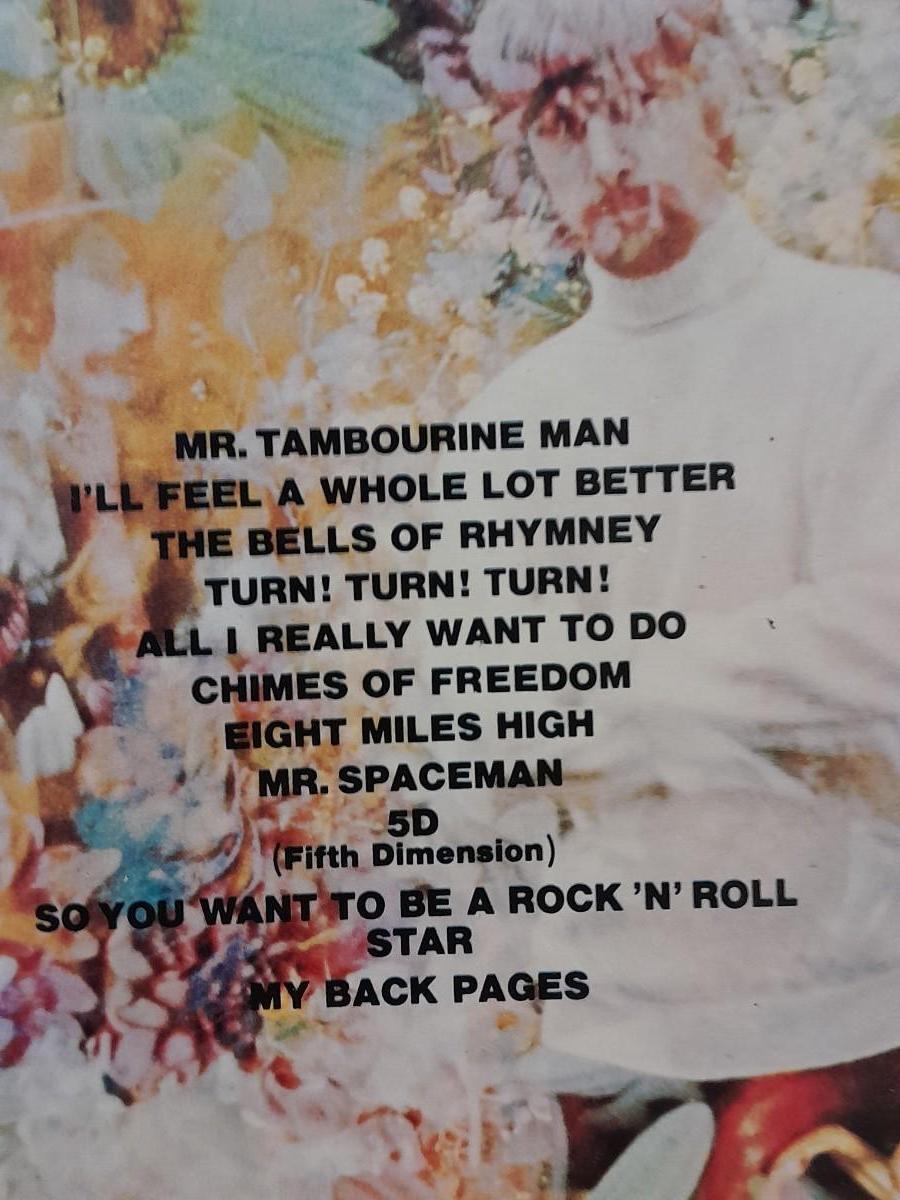 MR. TAMBOURINE MAN
I'LL FEEL A WHOLE LOT BETTER
THE BELLS OF RHYMNEY
TURN! TURN! TURN!
ALL I REALLY WANT TO DO
CHIMES OF FREEDOM
EIGHT MILES HIGH
MR. SPACEMAN
5D
(Fifth Dimension)
SO YOU WANT TO BE A ROCK 'N' ROLL
STAR
MY BACK PAGES